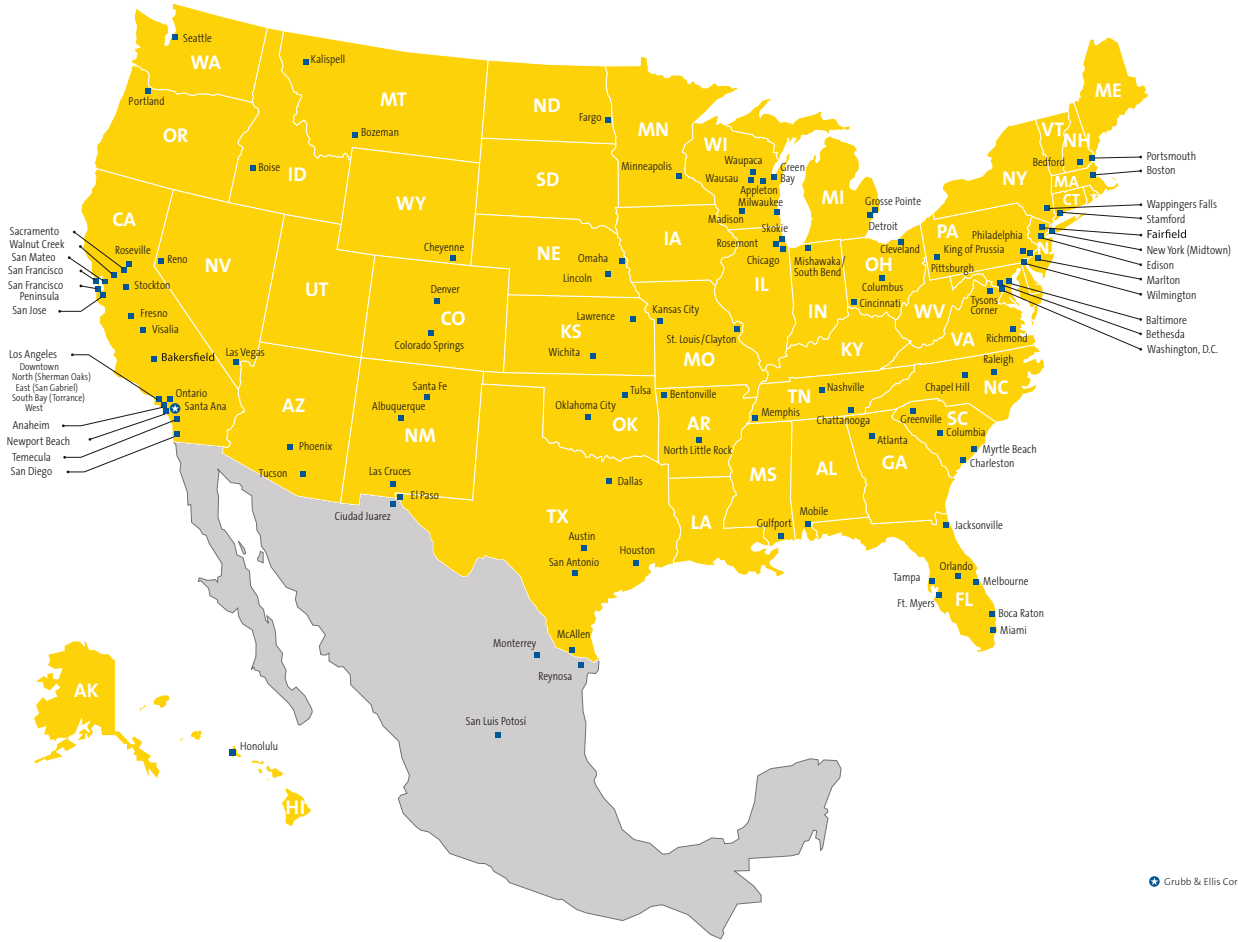 Seattle
WA
Kalispell
MT
ND
Fargo
MN
ME
Portland
OR
Bozeman
Boise
ID
SD
Minneapolis
WI
Waupaca
Wausau
Green
Bay
Appleton
Milwaukee
Madison
MI
Grosse Pointe
Detroit
VT
NH
Bedford
Portsmouth
Boston
NY
MA
CT
WY
CA
Sacramento
Walnut Creek
San Mateo
San Francisco
San Francisco
Peninsula
San Jose
Roseville
Reno
Stockton
NV
UT
Cheyenne
NE
Omaha
Lincoln
IA
Skokie
Rosemont
Chicago
Mishawaka/
South Bend
Cleveland
OH
Columbus
Cincinnati
PA
Philadelphia
King of Prussia
Pittsburgh
N
Wappingers Falls
Stamford
Fairfield
New York (Midtown)
Edison
Marlton
Wilmington
Baltimore
Bethesda
Washington, D.C.
Tysons
Corner
Fresno
Visalia
Bakersfield
Las Vegas
Denver
CO
Colorado Springs
Lawrence
KS
Wichita
Kansas City
St. Louis/Clayton
MO
IL
IN
KY
WV
VA
Richmond
Los Angeles
Downtown
North (Sherman Oaks)
East (San Gabriel)
South Bay (Torrance)
West
Anaheim
Newport Beach
Temecula
San Diego
Ontario
Santa Ana
AZ
Phoenix
Tucson
Santa Fe
Albuquerque
NM
Las Cruces
El Paso
Ciudad Juarez
Tulsa
Oklahoma City
OK
Bentonville
AR
North Little Rock
TN
Nashville
Memphis
Chattanooga
Raleigh
Chapel Hill
NC
Greenville
SC
Columbia
Myrtle Beach
Charleston
Atlanta
GA
AL
MS
LA
Dallas
TX
Austin
San Antonio
Houston
Gulfport
Mobile
Jacksonville
Orlando
Tampa
Melbourne
Ft. Myers
FL
Boca Raton
Miami
McAllen
Monterrey
Reynosa
San Luis Potosí
AK
Honolulu
HI
Grubb & Ellis Cor